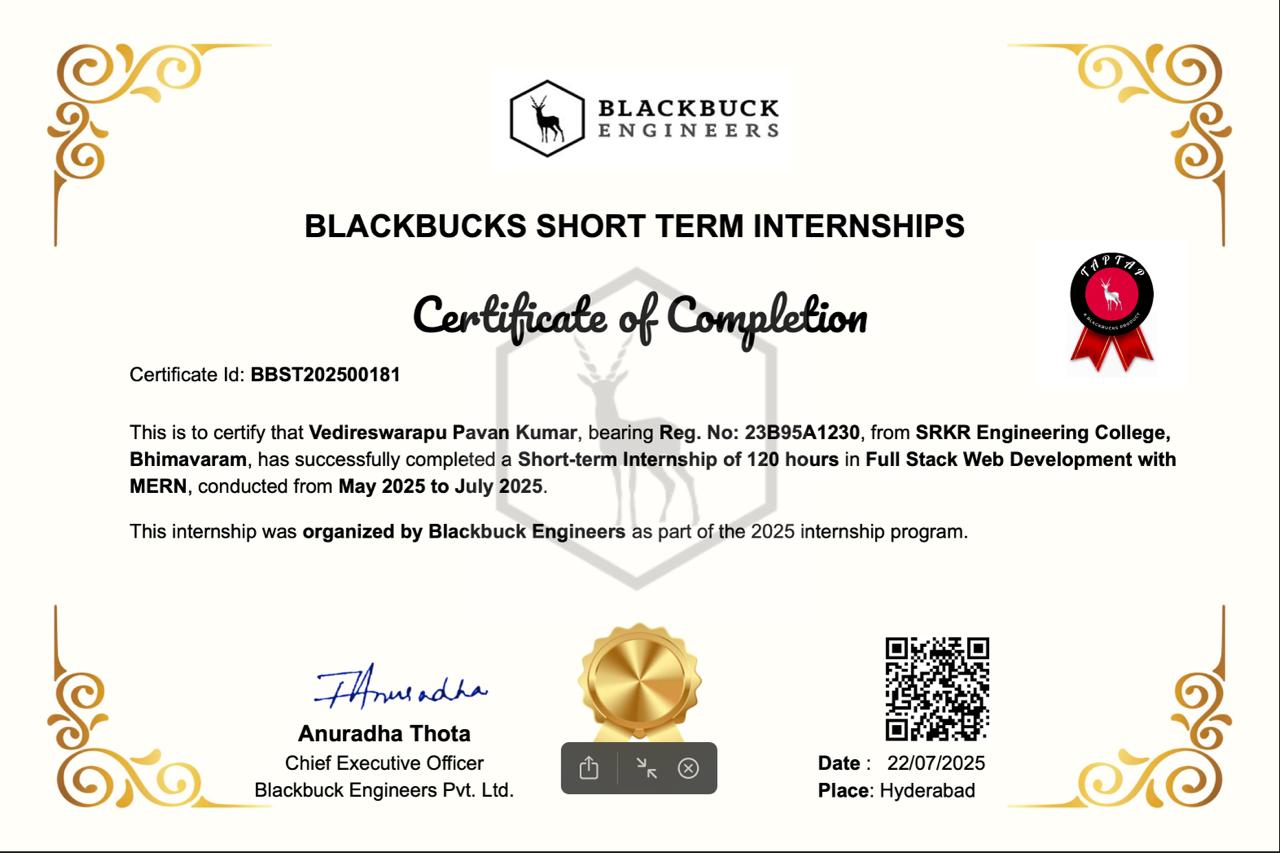 BLACKBUCK
ENGINEERS
BLACKBUCKS SHORT TERM INTERNSHIPS
TAPTAP
A BLACKBUCKS PRODUCT
Certificate of Completion
Certificate Id: BBST202500181
This is to certify that Vedireswarapu Pavan Kumar, bearing Reg. No: 23B95A1230, from SRKR Engineering College,
Bhimavaram, has successfully completed a Short-term Internship of 120 hours in Full Stack Web Development with
MERN, conducted from May 2025 to July 2025.
This internship was organized by Blackbuck Engineers as part of the 2025 internship program.
TAnuradha
Anuradha Thota
Chief Executive Officer
Blackbuck Engineers Pvt. Ltd.
Date : 22/07/2025
Place: Hyderabad